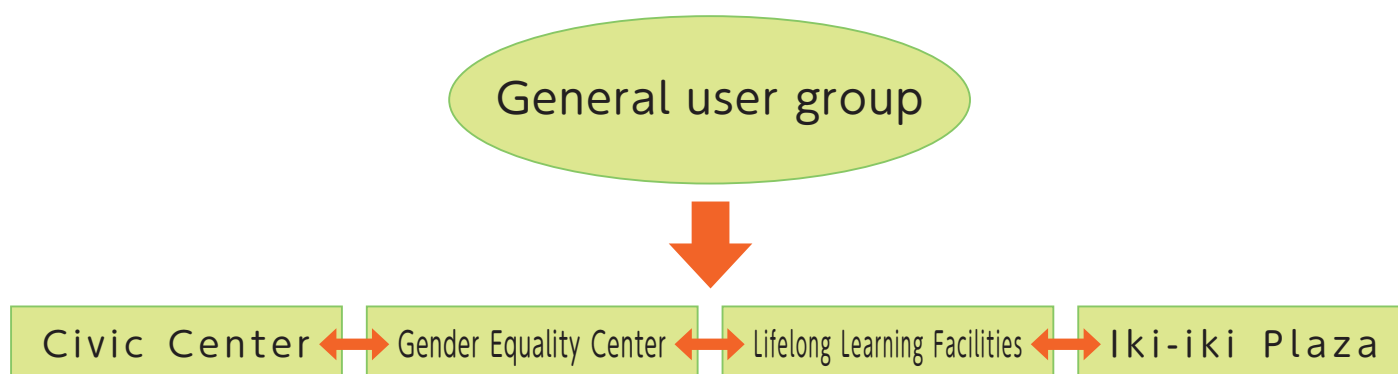 General user group
Civic Center
Gender Equality Center
Lifelong Learning Facilities
Iki-iki Plaza